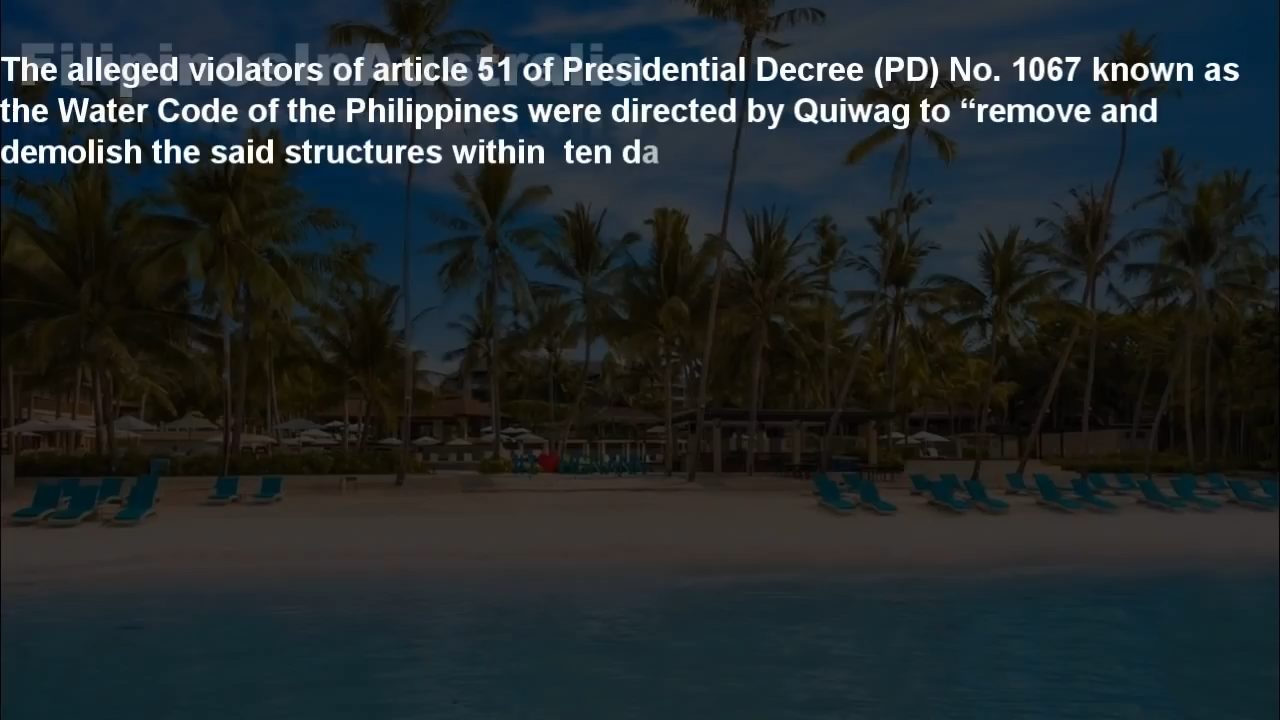 FilipinosInAustralia
The alleged violators of article 51 of Presidential Decree (PD) No. 1067 known as
the Water Code of the Philippines were directed by Quiwag to “remove and
demolish the said structures within  ten da